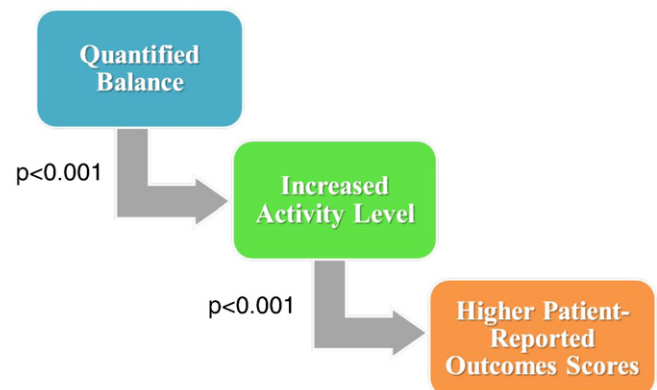 Quantified
Balance
p<0.001
Increased
Activity Level
p<0.001
Higher Patient-
Reported
Outcomes Scores